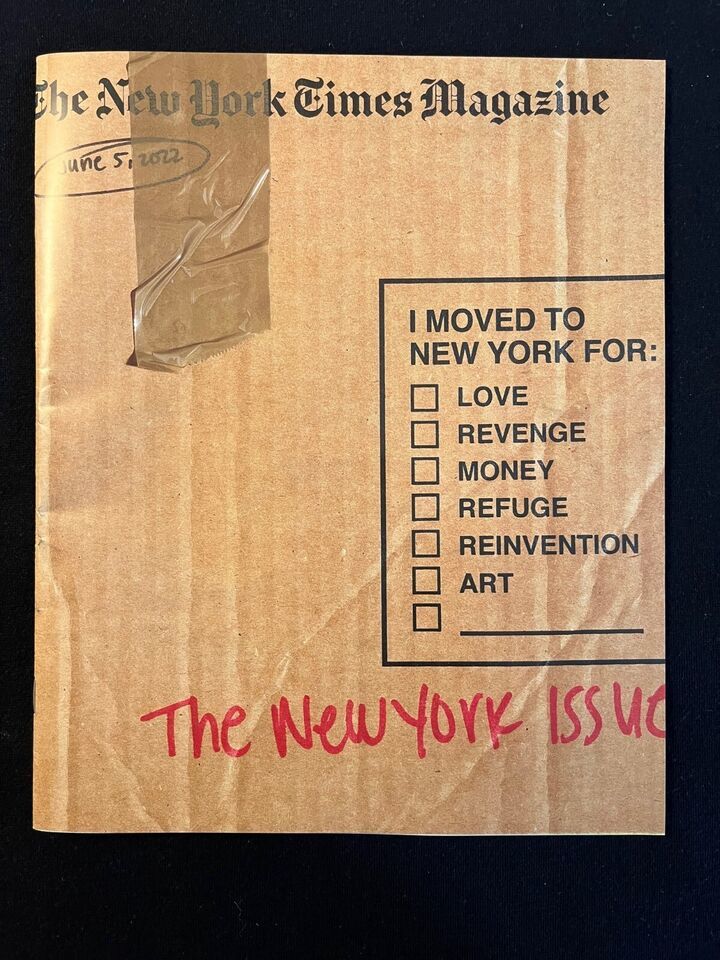 The New York Times Magazine
June 5, 2022
I MOVED TO
NEW YORK FOR:
LOVE
REVENGE
MONEY
REFUGE
REINVENTION
ART
The New York Issue